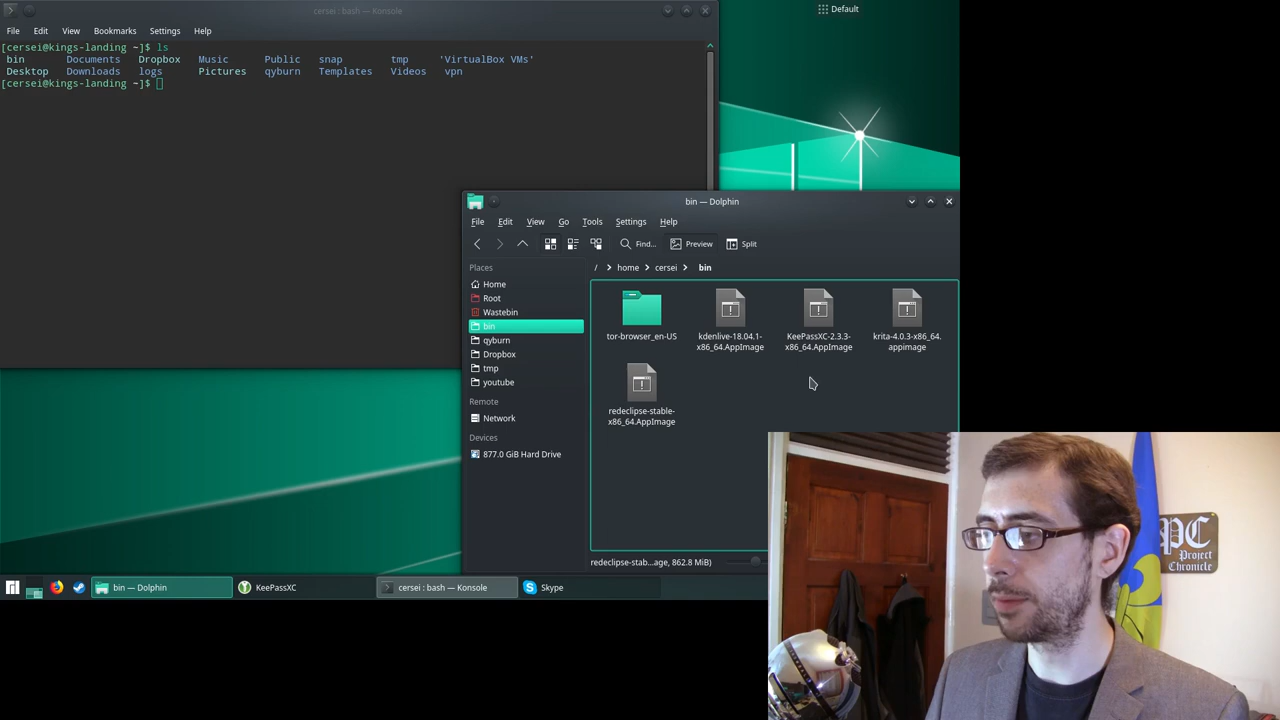 cersei : bash — Konsole
Default
File Edit View Bookmarks Settings Help
[cersei@kings-landing ~]$ ls
bin Documents Dropbox Music Public snap tmp 'VirtualBox VMs'
Desktop Downloads logs Pictures qyburn Templates Videos vpn
[cersei@kings-landing ~]$
bin — Dolphin
File Edit View Go Tools Settings Help
Find... Preview Split
Places
Home
Root
Wastebin
bin
qyburn
Dropbox
tmp
youtube
Remote
Network
Devices
877.0 GiB Hard Drive
/ > home > cersei > bin
tor-browser_en-US
kdenlive-18.04.1-
x86_64.AppImage
KeePassXC-2.3.3-
x86_64.AppImage
krita-4.0.3-x86_64.
appimage
redeclipse-stable-
x86_64.AppImage
redeclipse-stab...age, 862.8 MiB)
bin — Dolphin
KeePassXC
cersei : bash — Konsole
Skype
PC
Project
Chronicle